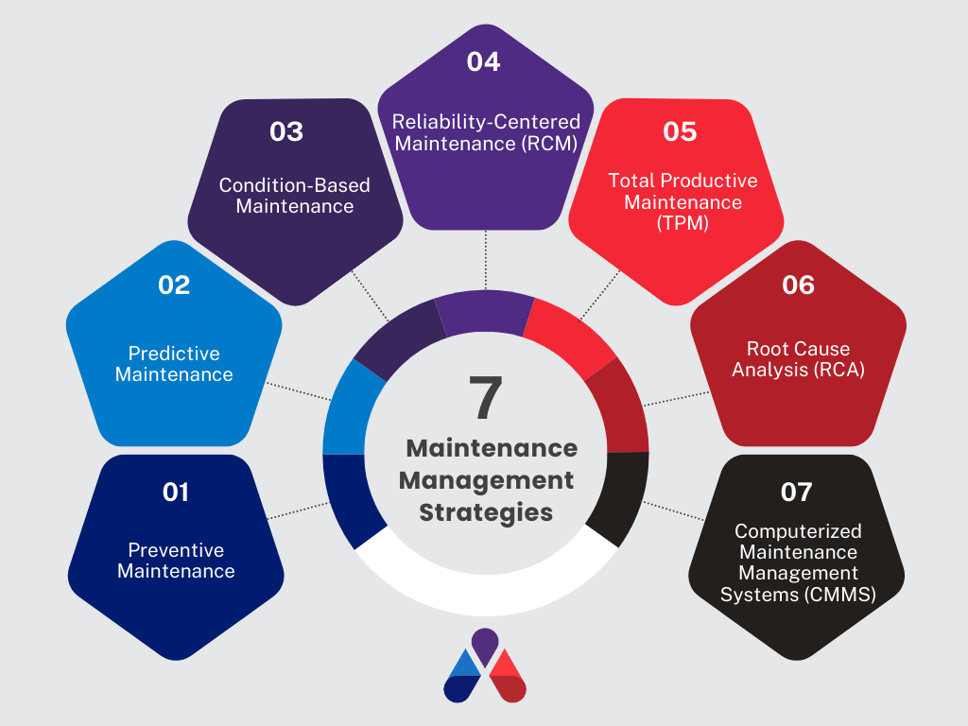 04
Reliability-Centered
Maintenance (RCM)
03
Condition-Based
Maintenance
05
Total Productive
Maintenance
(TPM)
02
Predictive
Maintenance
06
Root Cause
Analysis (RCA)
7
Maintenance
Management
Strategies
01
Preventive
Maintenance
07
Computerized
Maintenance
Management
Systems (CMMS)